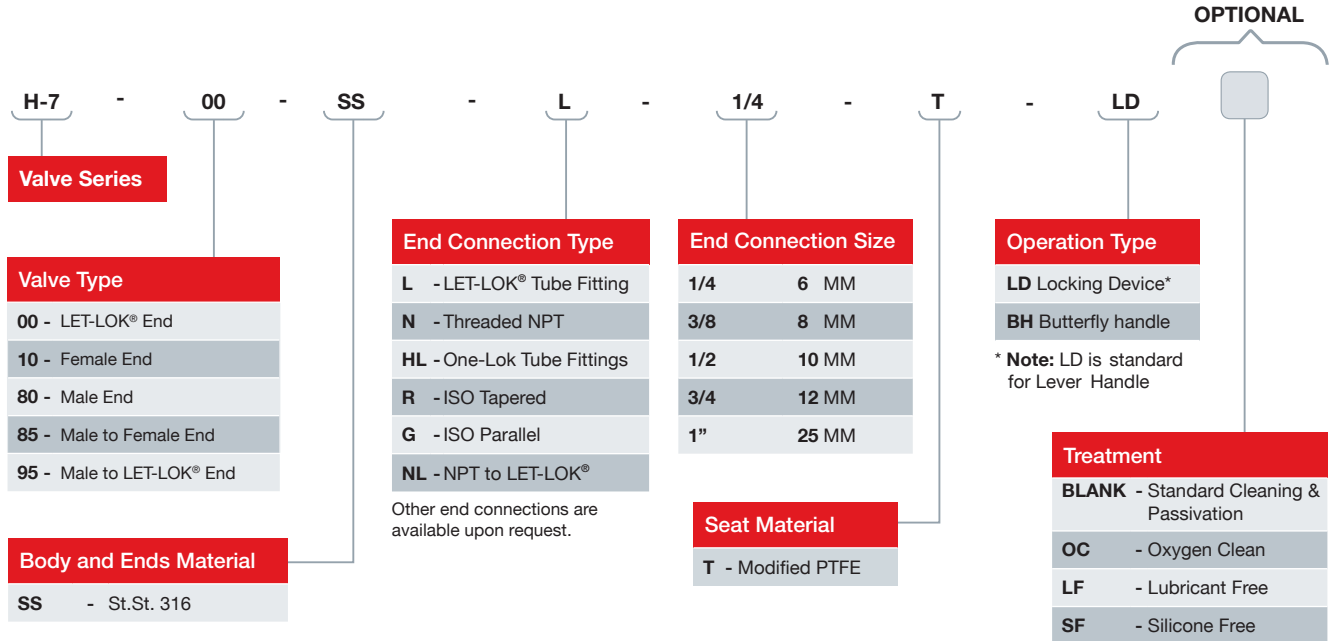 OPTIONAL
H-7 - 00 - SS - L - 1/4 - T - LD
Valve Series
Valve Type
00 - LET-LOK® End
10 - Female End
80 - Male End
85 - Male to Female End
95 - Male to LET-LOK® End
Body and Ends Material
SS - St.St. 316
End Connection Type
L - LET-LOK® Tube Fitting
N - Threaded NPT
HL - One-Lok Tube Fittings
R - ISO Tapered
G - ISO Parallel
NL - NPT to LET-LOK®
Other end connections are
available upon request.
End Connection Size
1/4 6 MM
3/8 8 MM
1/2 10 MM
3/4 12 MM
1” 25 MM
Seat Material
T - Modified PTFE
Operation Type
LD Locking Device*
BH Butterfly handle
* Note: LD is standard
for Lever Handle
Treatment
BLANK - Standard Cleaning &
Passivation
OC - Oxygen Clean
LF - Lubricant Free
SF - Silicone Free